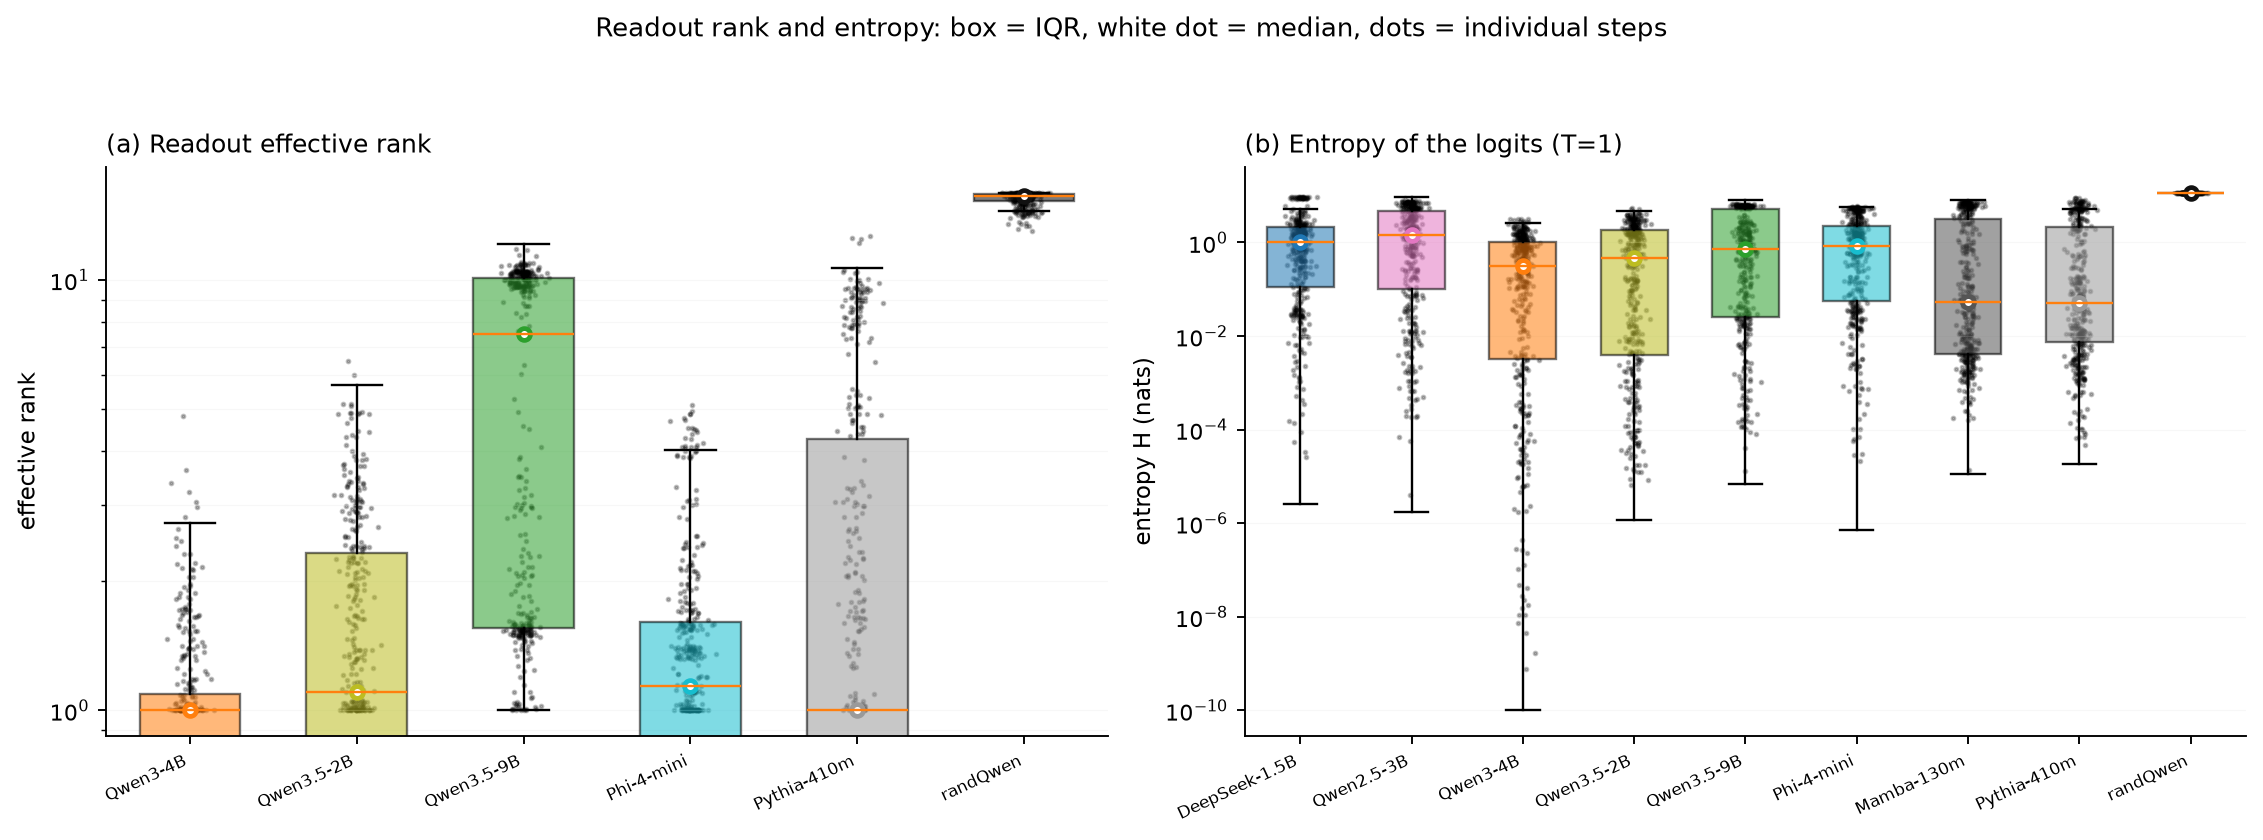 Readout rank and entropy: box = IQR, white dot = median, dots = individual steps
(a) Readout effective rank
effective rank
10^1
10^0
Qwen3-4B
Qwen3.5-2B
Qwen3.5-9B
Phi-4-mini
Pythia-410m
randQwen
(b) Entropy of the logits (T=1)
entropy H (nats)
10^0
10^−2
10^−4
10^−6
10^−8
10^−10
DeepSeek-1.5B
Qwen2.5-3B
Qwen3-4B
Qwen3.5-2B
Qwen3.5-9B
Phi-4-mini
Mamba-130m
Pythia-410m
randQwen